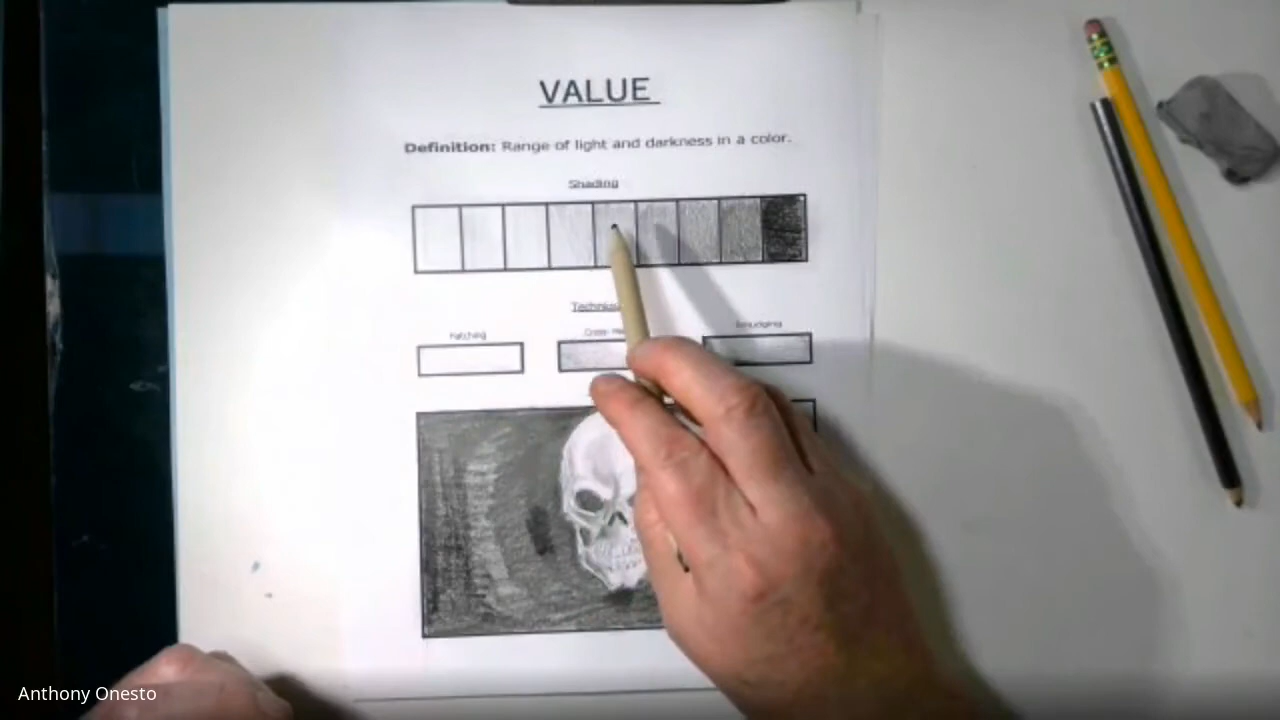 VALUE
Definition: Range of light and darkness in a color.
Shading
Hatching
Smudging
Anthony Onesto